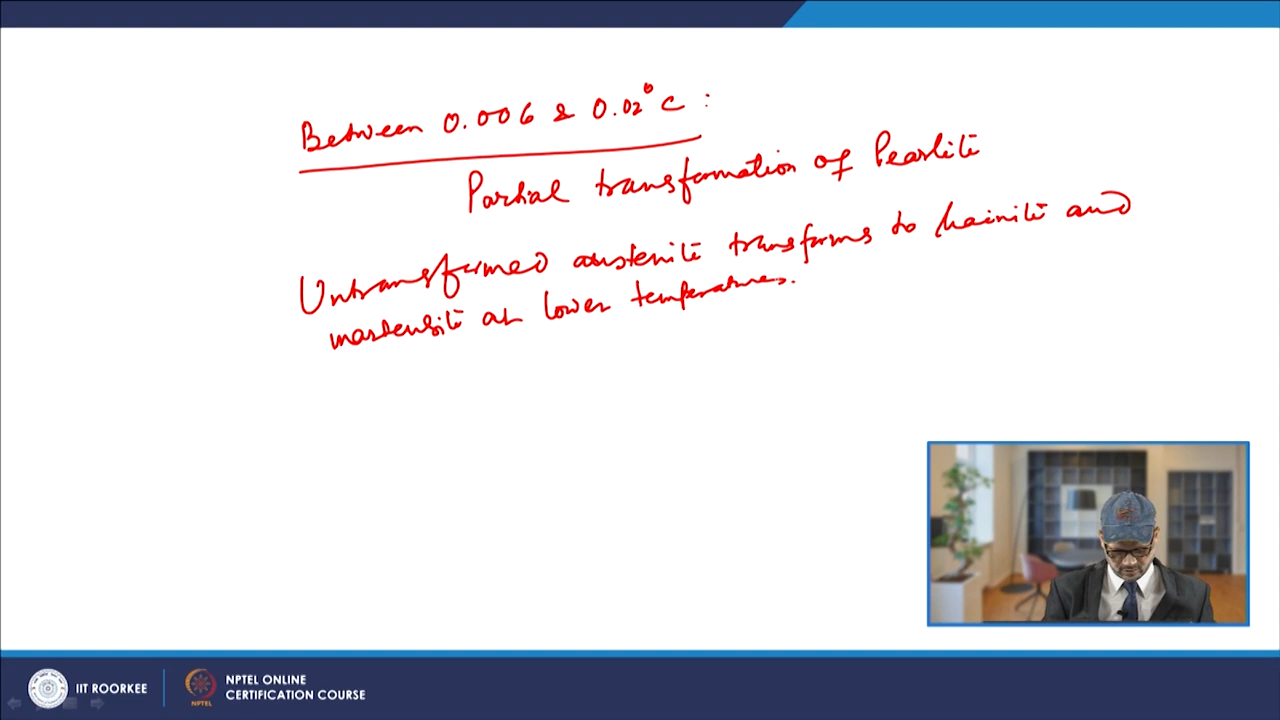 Between 0.006 & 0.02°C :
Partial transformation of Pearlite
Untransformed austenite transforms to bainite and
martensite at lower temperatures.
IIT ROORKEE
NPTEL ONLINE
CERTIFICATION COURSE
NPTEL